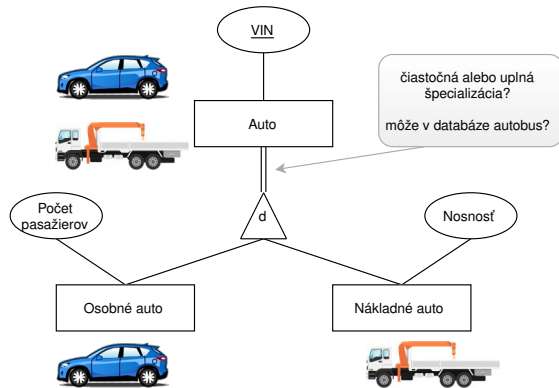 VIN
čiastočná alebo uplná
špecializácia?
môže v databáze autobus?
Auto
d
Počet
pasažierov
Nosnosť
Osobné auto
Nákladné auto